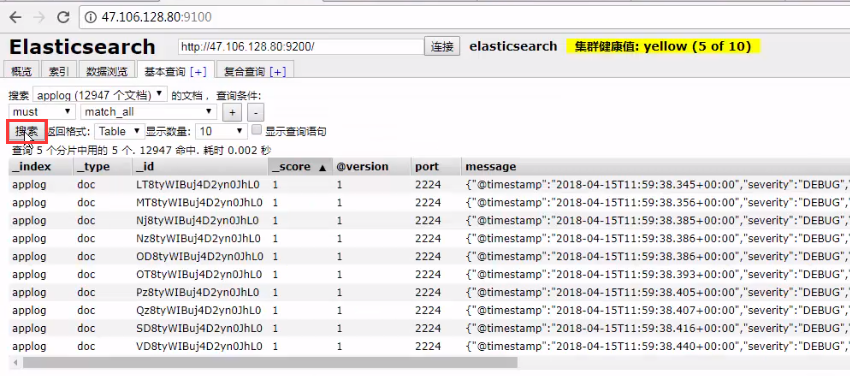 47.106.128.80:9100
Elasticsearch http://47.106.128.80:9200/ 连接 elasticsearch 集群健康值: yellow (5 of 10)
概览 索引 数据浏览 基本查询 [+] 复合查询 [+]
搜索 applog (12947 个文档) 的文档, 查询条件:
must match_all + -
搜索 返回格式: Table 显示数量: 10 显示查询语句
查询 5 个分片中用的 5 个. 12947 命中. 耗时 0.002 秒
_index _type _id _score ▲ @version port message
applog doc LT8tyWIBuj4D2yn0JhL0 1 1 2224 {"@timestamp":"2018-04-15T11:59:38.345+00:00","severity":"DEBUG",
applog doc MT8tyWIBuj4D2yn0JhL0 1 1 2224 {"@timestamp":"2018-04-15T11:59:38.356+00:00","severity":"DEBUG",
applog doc Nj8tyWIBuj4D2yn0JhL0 1 1 2224 {"@timestamp":"2018-04-15T11:59:38.385+00:00","severity":"DEBUG",
applog doc Nz8tyWIBuj4D2yn0JhL0 1 1 2224 {"@timestamp":"2018-04-15T11:59:38.386+00:00","severity":"DEBUG",
applog doc OD8tyWIBuj4D2yn0JhL0 1 1 2224 {"@timestamp":"2018-04-15T11:59:38.386+00:00","severity":"DEBUG",
applog doc OT8tyWIBuj4D2yn0JhL0 1 1 2224 {"@timestamp":"2018-04-15T11:59:38.393+00:00","severity":"DEBUG",
applog doc Pz8tyWIBuj4D2yn0JhL0 1 1 2224 {"@timestamp":"2018-04-15T11:59:38.405+00:00","severity":"DEBUG",
applog doc Qz8tyWIBuj4D2yn0JhL0 1 1 2224 {"@timestamp":"2018-04-15T11:59:38.407+00:00","severity":"DEBUG",
applog doc SD8tyWIBuj4D2yn0JhL0 1 1 2224 {"@timestamp":"2018-04-15T11:59:38.416+00:00","severity":"DEBUG",
applog doc VD8tyWIBuj4D2yn0JhL0 1 1 2224 {"@timestamp":"2018-04-15T11:59:38.440+00:00","severity":"DEBUG",